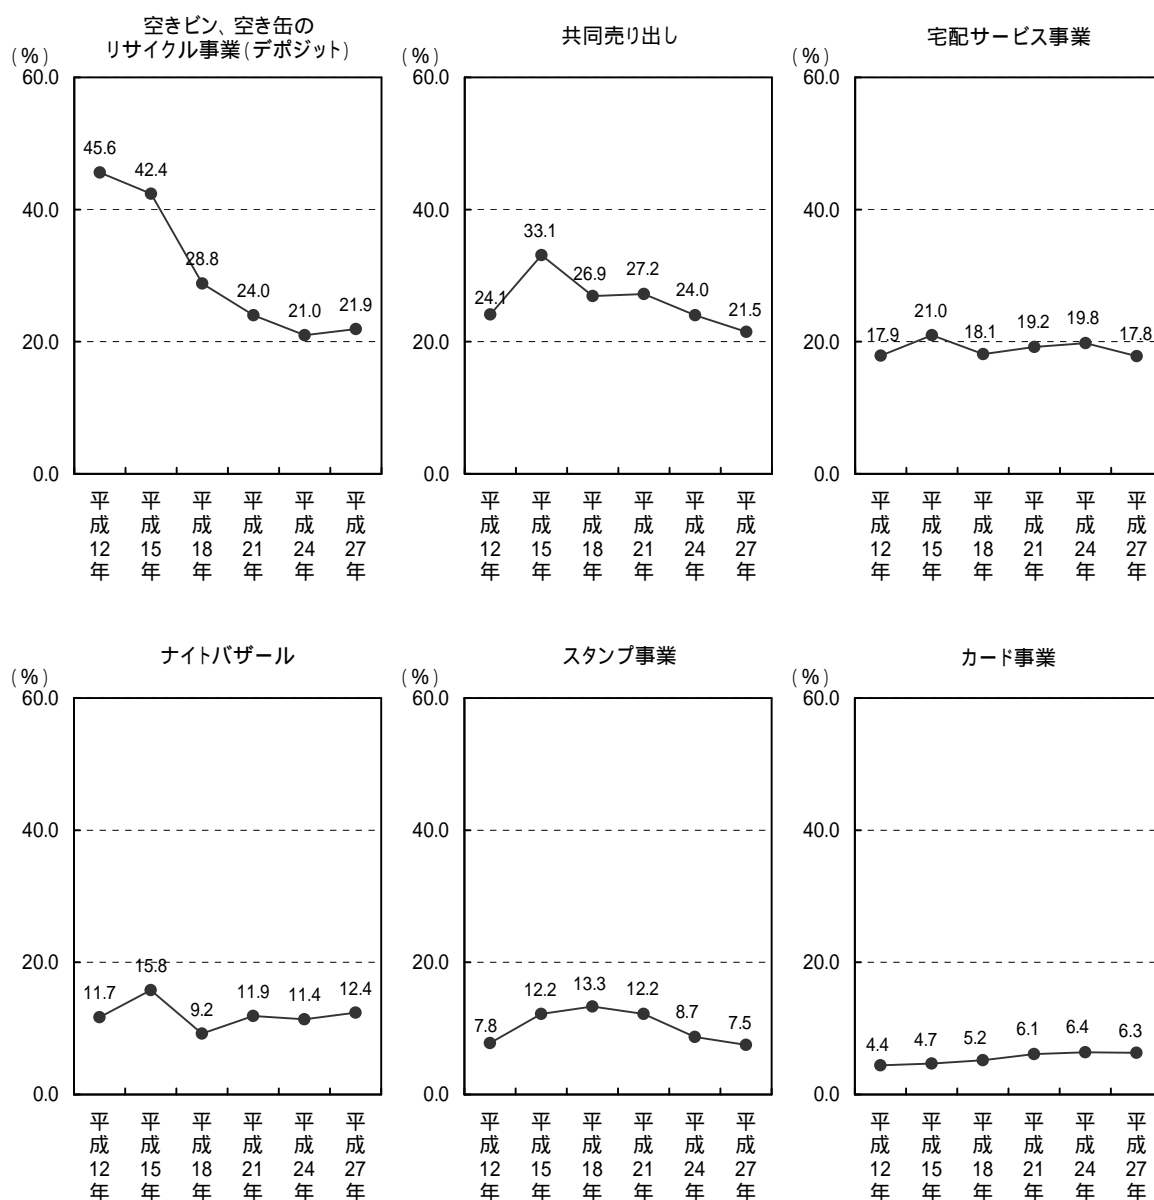 空きビン、空き缶の
リサイクル事業(デポジット)
(%)
60.0
40.0
20.0
0.0
45.6
42.4
28.8
24.0
21.0
21.9
平成12年
平成15年
平成18年
平成21年
平成24年
平成27年
共同売り出し
(%)
60.0
40.0
20.0
0.0
24.1
33.1
26.9
27.2
24.0
21.5
平成12年
平成15年
平成18年
平成21年
平成24年
平成27年
宅配サービス事業
(%)
60.0
40.0
20.0
0.0
17.9
21.0
18.1
19.2
19.8
17.8
平成12年
平成15年
平成18年
平成21年
平成24年
平成27年
ナイトバザール
(%)
60.0
40.0
20.0
0.0
11.7
15.8
9.2
11.9
11.4
12.4
平成12年
平成15年
平成18年
平成21年
平成24年
平成27年
スタンプ事業
(%)
60.0
40.0
20.0
0.0
7.8
12.2
13.3
12.2
8.7
7.5
平成12年
平成15年
平成18年
平成21年
平成24年
平成27年
カード事業
(%)
60.0
40.0
20.0
0.0
4.4
4.7
5.2
6.1
6.4
6.3
平成12年
平成15年
平成18年
平成21年
平成24年
平成27年